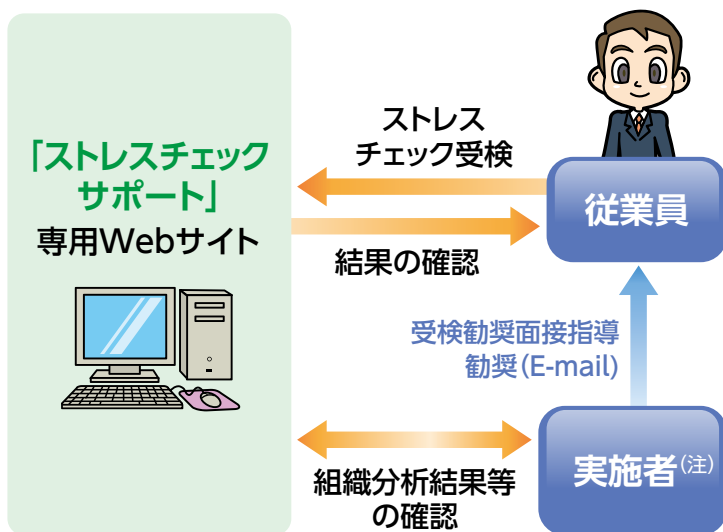 「ストレスチェック
サポート」
専用Webサイト
ストレス
チェック受検
従業員
結果の確認
受検勧奨面接指導
勧奨(E-mail)
実施者(注)
組織分析結果等
の確認